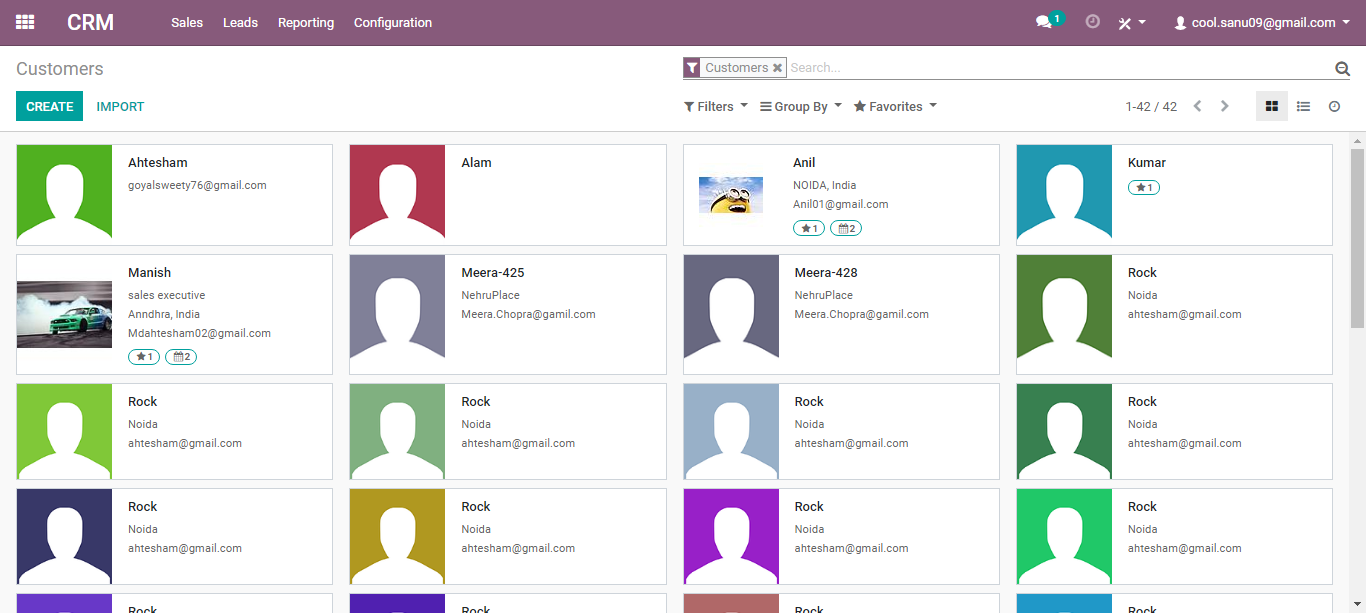 CRM Sales Leads Reporting Configuration 1 cool.sanu09@gmail.com
Customers
Customers Search...
CREATE IMPORT
Filters Group By Favorites 1-42 / 42
Ahtesham
goyalsweety76@gmail.com
Alam
Anil
NOIDA, India
Anil01@gmail.com
1 2
Kumar
1
Manish
sales executive
Anndhra, India
Mdahtesham02@gmail.com
1 2
Meera-425
NehruPlace
Meera.Chopra@gamil.com
Meera-428
NehruPlace
Meera.Chopra@gamil.com
Rock
Noida
ahtesham@gmail.com
Rock
Noida
ahtesham@gmail.com
Rock
Noida
ahtesham@gmail.com
Rock
Noida
ahtesham@gmail.com
Rock
Noida
ahtesham@gmail.com
Rock
Noida
ahtesham@gmail.com
Rock
Noida
ahtesham@gmail.com
Rock
Noida
ahtesham@gmail.com
Rock
Noida
ahtesham@gmail.com
Rock
Rock
Rock
Rock